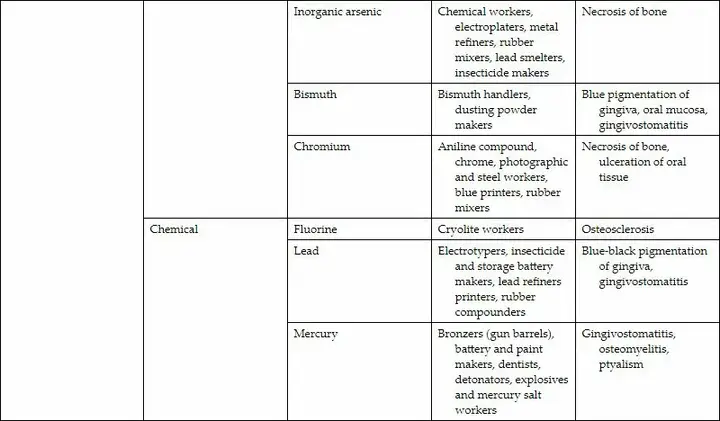 Inorganic arsenic
Chemical workers,
electroplaters, metal
refiners, rubber
mixers, lead smelters,
insecticide makers
Necrosis of bone
Bismuth
Bismuth handlers,
dusting powder
makers
Blue pigmentation of
gingiva, oral mucosa,
gingivostomatitis
Chromium
Aniline compound,
chrome, photographic
and steel workers,
blue printers, rubber
mixers
Necrosis of bone,
ulceration of oral
tissue
Chemical
Fluorine
Cryolite workers
Osteosclerosis
Lead
Electrotypers, insecticide
and storage battery
makers, lead refiners
printers, rubber
compounders
Blue-black pigmentation
of gingiva,
gingivostomatitis
Mercury
Bronzers (gun barrels),
battery and paint
makers, dentists,
detonators, explosives
and mercury salt
workers
Gingivostomatitis,
osteomyelitis,
ptyalism